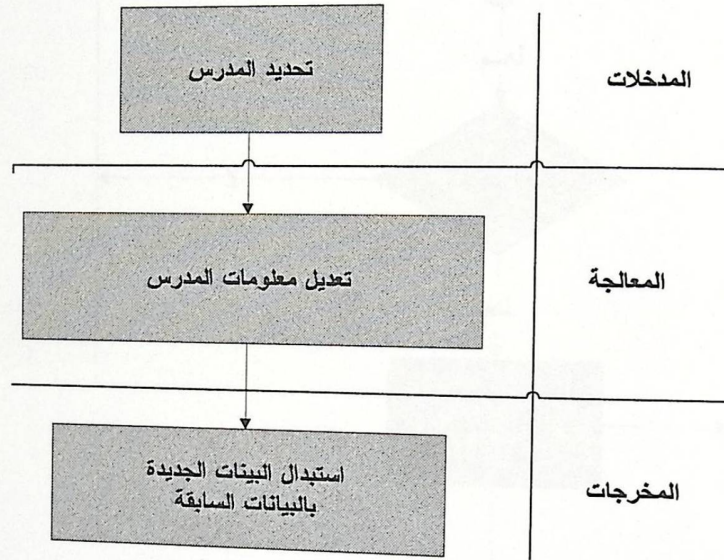 المدخلات
تحديد المدرس
المعالجة
تعديل معلومات المدرس
المخرجات
استبدال البينات الجديدة
بالبيانات السابقة